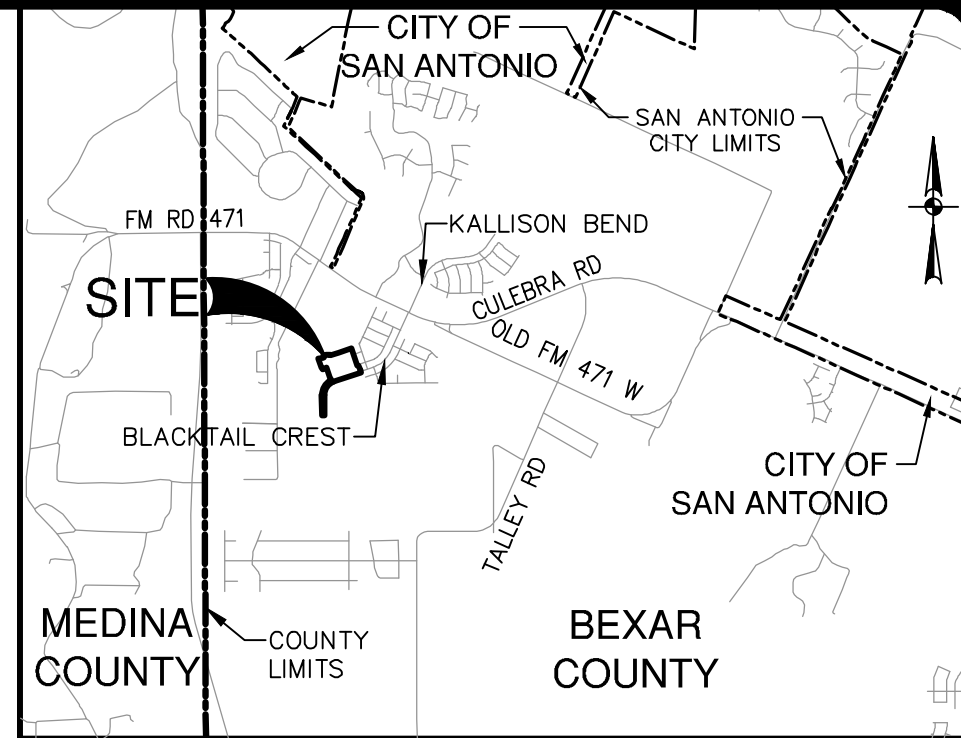 CITY OF
SAN ANTONIO
SAN ANTONIO
CITY LIMITS
FM RD 471
KALLISON BEND
SITE
CULEBRA RD
OLD FM 471 W
BLACKTAIL CREST
TALLEY RD
CITY OF
SAN ANTONIO
MEDINA
COUNTY
COUNTY
LIMITS
BEXAR
COUNTY